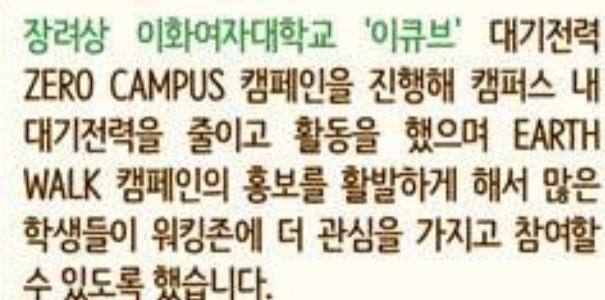 장려상 이화여자대학교 '이큐브' 대기전력
ZERO CAMPUS 캠페인을 진행해 캠퍼스 내
대기전력을 줄이고 활동을 했으며 EARTH
WALK 캠페인의 홍보를 활발하게 해서 많은
학생들이 워킹존에 더 관심을 가지고 참여할
수 있도록 했습니다.